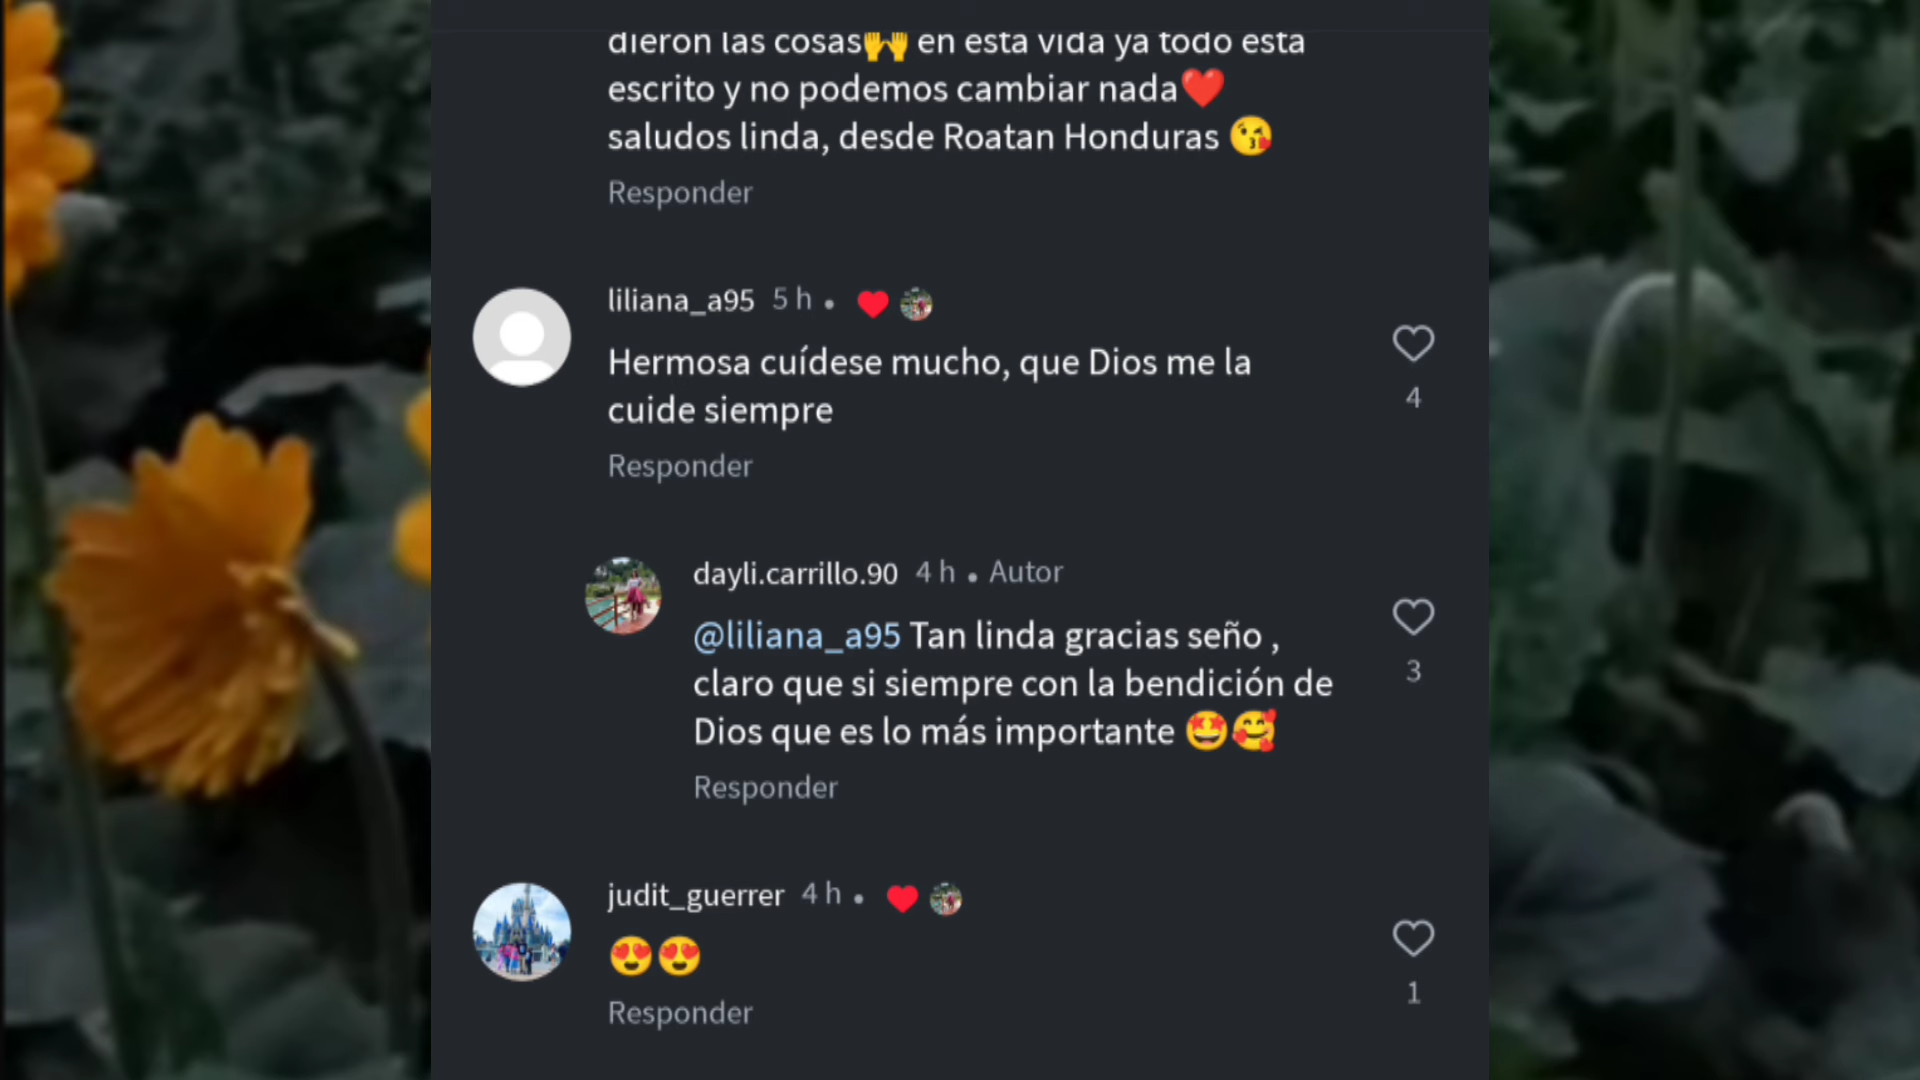 dieron las cosas🙌 en esta vida ya todo esta
escrito y no podemos cambiar nada❤️
saludos linda, desde Roatan Honduras 😘
Responder
liliana_a95 5 h
Hermosa cuídese mucho, que Dios me la
cuide siempre
4
Responder
dayli.carrillo.90 4 h • Autor
@liliana_a95 Tan linda gracias seño ,
claro que si siempre con la bendición de
Dios que es lo más importante 🤩🥰
3
Responder
judit_guerrer 4 h
😍😍
1
Responder